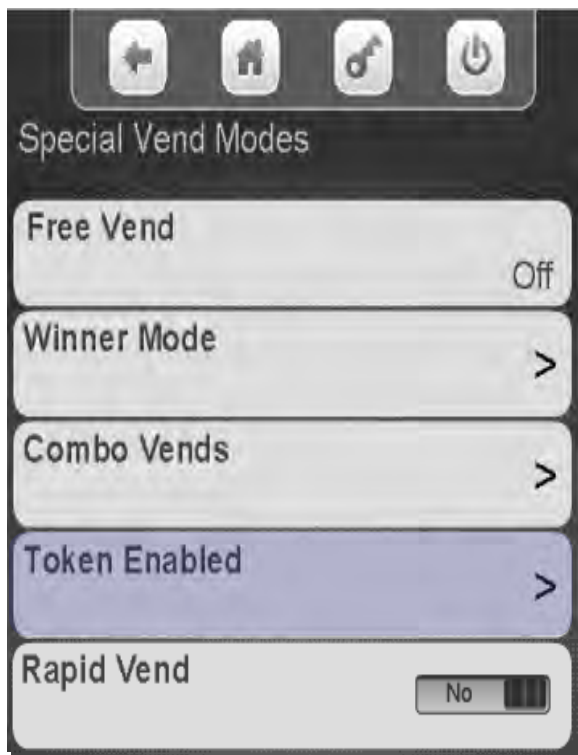 Special Vend Modes
Free Vend
Off
Winner Mode
>
Combo Vends
>
Token Enabled
>
Rapid Vend
No